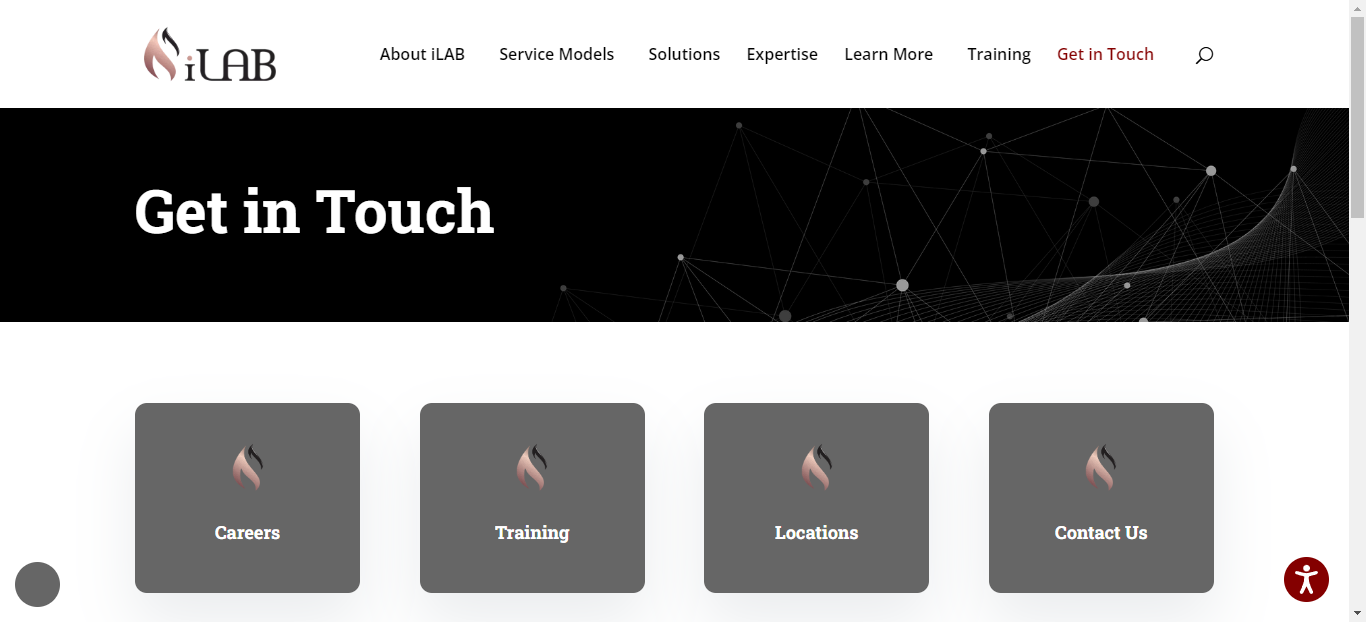 iLAB
About iLAB
Service Models
Solutions
Expertise
Learn More
Training
Get in Touch
Get in Touch
Careers
Training
Locations
Contact Us